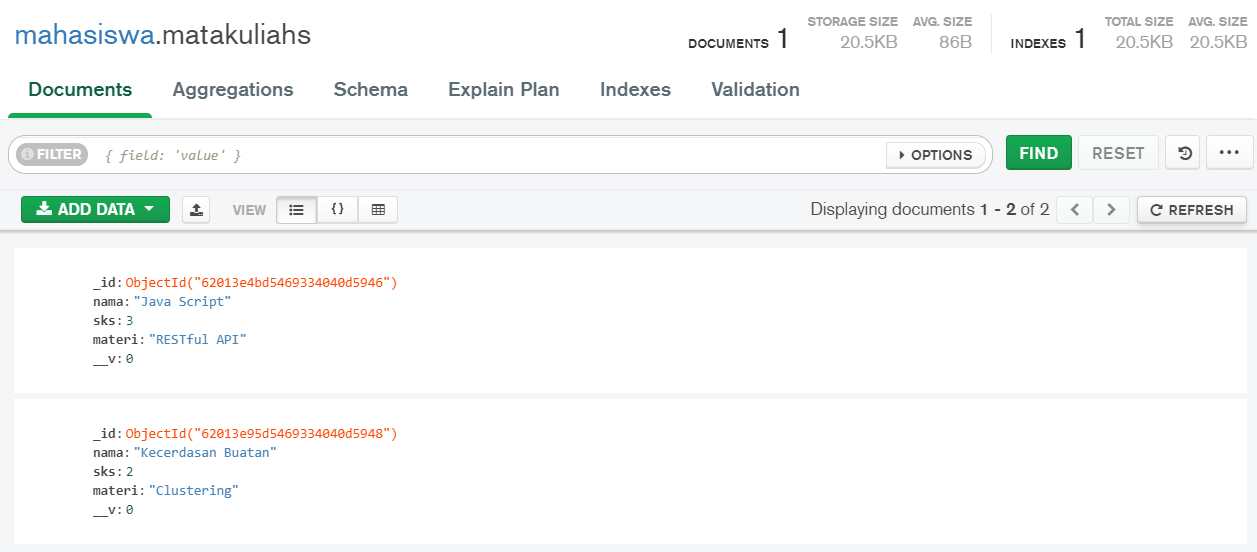 mahasiswa.matakuliahs
DOCUMENTS 1 STORAGE SIZE 20.5KB AVG. SIZE 86B INDEXES 1 TOTAL SIZE 20.5KB AVG. SIZE 20.5KB
Documents Aggregations Schema Explain Plan Indexes Validation
FILTER { field: 'value' } OPTIONS FIND RESET ...
ADD DATA VIEW {} Displaying documents 1 - 2 of 2 < > REFRESH
_id: ObjectId("62013e4bd5469334040d5946")
nama: "Java Script"
sks: 3
materi: "RESTful API"
__v: 0
_id: ObjectId("62013e95d5469334040d5948")
nama: "Kecerdasan Buatan"
sks: 2
materi: "Clustering"
__v: 0